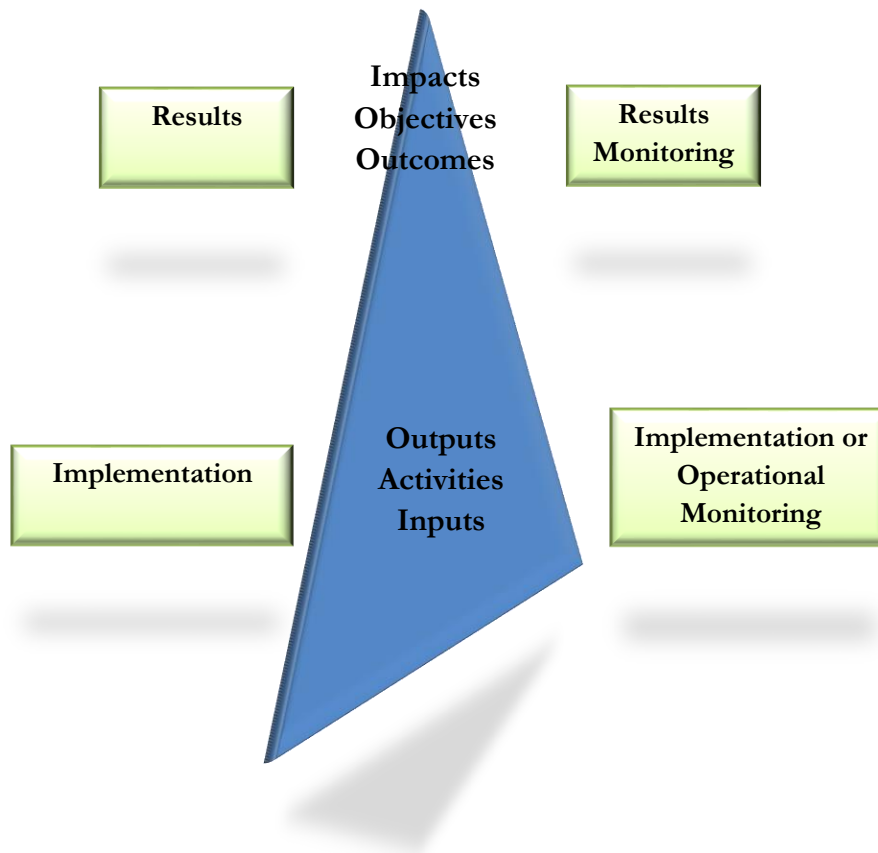 Results
Impacts
Objectives
Outcomes
Results
Monitoring
Implementation
Outputs
Activities
Inputs
Implementation or
Operational
Monitoring